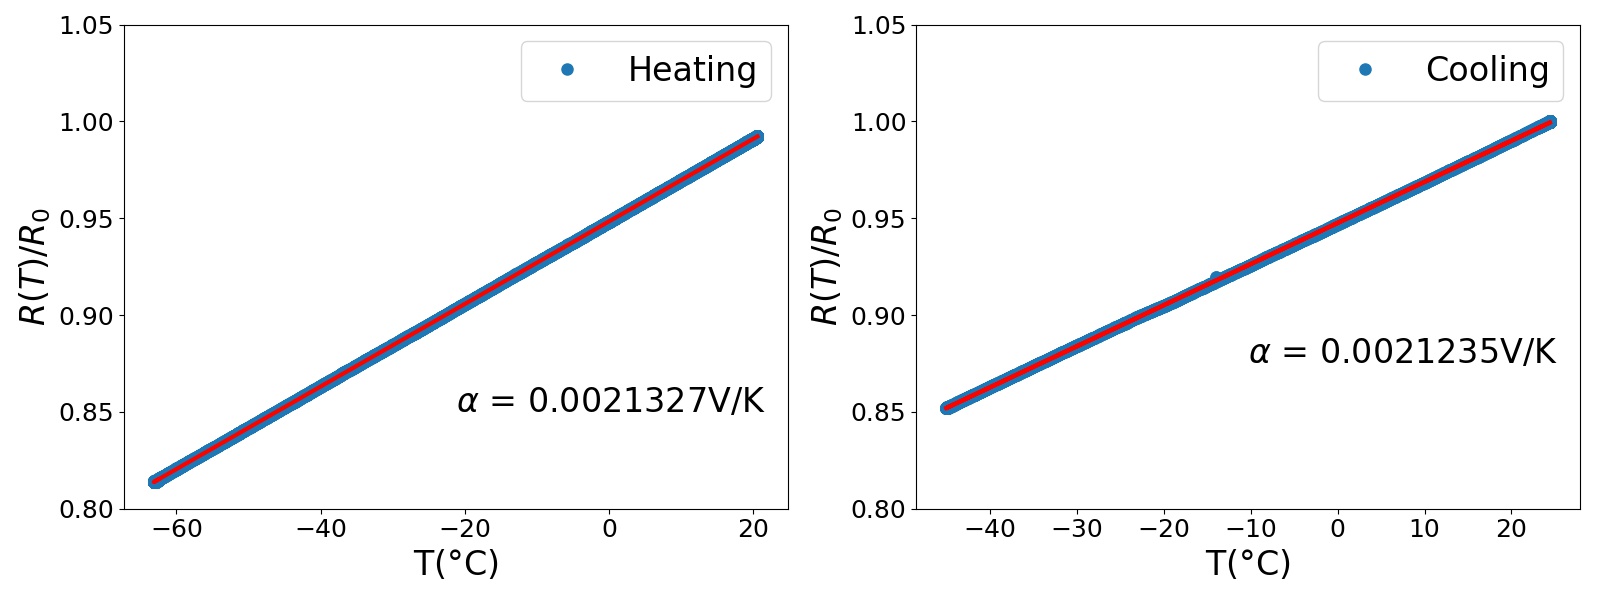 1.05
1.00
0.95
0.90
0.85
0.80
R(T)/R₀
Heating
α = 0.0021327V/K
−60 −40 −20 0 20
T(°C)
1.05
1.00
0.95
0.90
0.85
0.80
R(T)/R₀
Cooling
α = 0.0021235V/K
−40 −30 −20 −10 0 10 20
T(°C)